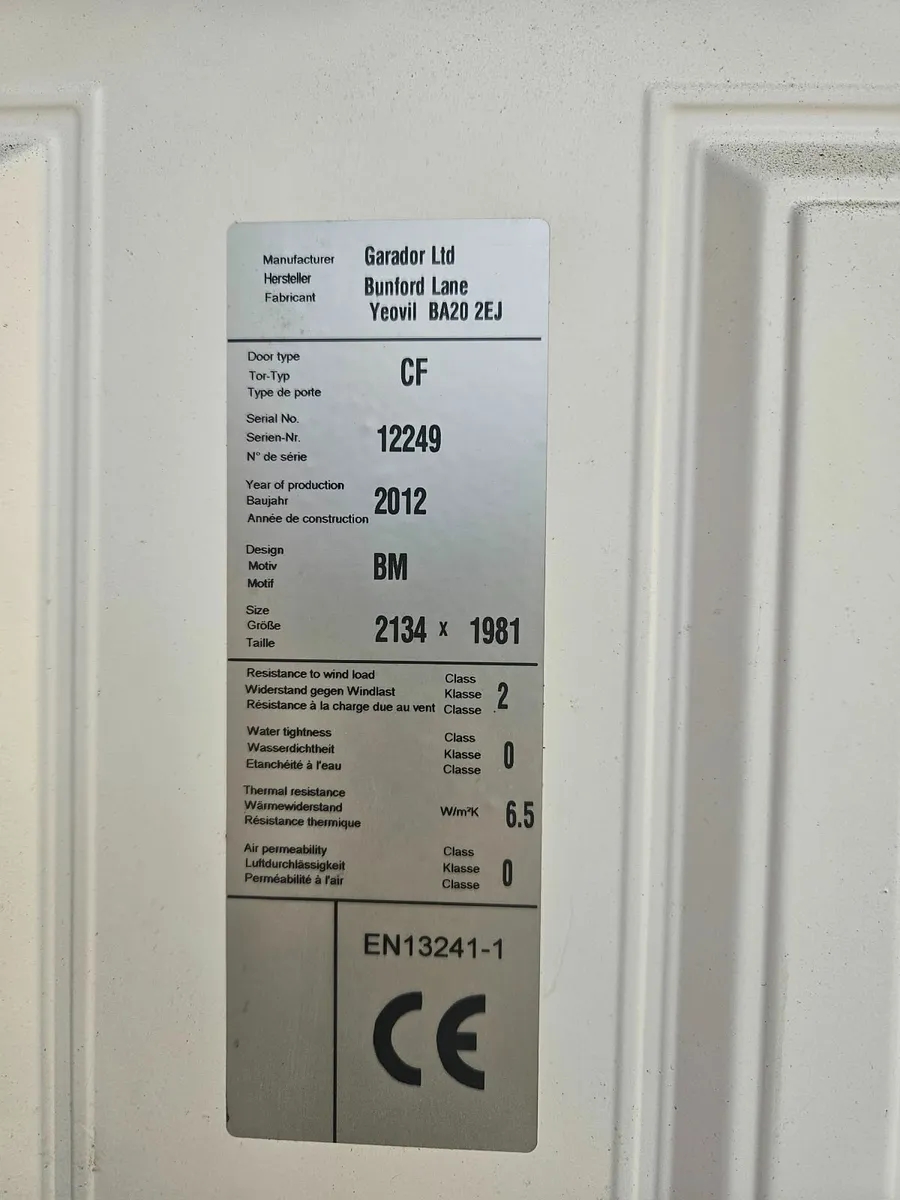 Manufacturer Garador Ltd
Hersteller Bunford Lane
Fabricant Yeovil BA20 2EJ
Door type
Tor-Typ CF
Type de porte
Serial No.
Serien-Nr. 12249
N° de série
Year of production
Baujahr 2012
Année de construction
Design
Motiv BM
Motif
Size
Größe 2134 x 1981
Taille
Resistance to wind load Class
Widerstand gegen Windlast Klasse 2
Résistance à la charge due au vent Classe
Water tightness Class
Wasserdichtheit Klasse 0
Etanchéité à l'eau Classe
Thermal resistance
Wärmewiderstand W/m²K 6.5
Résistance thermique
Air permeability Class
Luftdurchlässigkeit Klasse 0
Perméabilité à l'air Classe
EN13241-1
CE